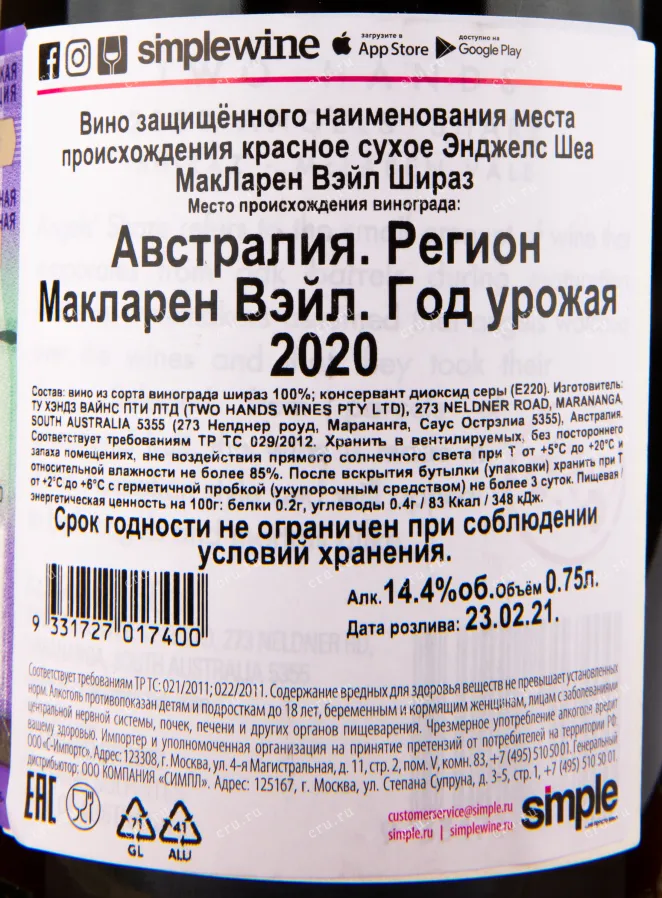 simplewine загрузите в App Store доступно на Google Play
Вино защищённого наименования места
происхождения красное сухое Энджелс Шеа
МакЛарен Вэйл Шираз
Место происхождения винограда:
Австралия. Регион
Макларен Вэйл. Год урожая
2020
Состав: вино из сорта винограда шираз 100%; консервант диоксид серы (Е220). Изготовитель:
ТУ ХЭНДЗ ВАЙНС ПТИ ЛТД (TWO HANDS WINES PTY LTD), 273 NELDNER ROAD, MARANANGA,
SOUTH AUSTRALIA 5355 (273 Нелднер роуд, Марананга, Саус Острэлиа 5355), Австралия.
Соответствует требованиям ТР ТС 029/2012. Хранить в вентилируемых, без постороннего
запаха помещениях, вне воздействия прямого солнечного света при Т от +5°С до +20°С и
относительной влажности не более 85%. После вскрытия бутылки (упаковки) хранить при Т
от +2°С до +6°С с герметичной пробкой (укупорочным средством) не более 3 суток. Пищевая /
энергетическая ценность на 100г: белки 0.2г, углеводы 0.4г / 83 Ккал / 348 кДж.
Срок годности не ограничен при соблюдении
условий хранения.
Алк. 14.4%об. Объём 0.75л.
9 331727 017400
Дата розлива: 23.02.21.
Соответствует требованиям ТР ТС: 021/2011; 022/2011. Содержание вредных для здоровья веществ не превышает установленных
норм. Алкоголь противопоказан детям и подросткам до 18 лет, беременным и кормящим женщинам, лицам с заболеваниями
центральной нервной системы, почек, печени и других органов пищеварения. Чрезмерное употребление алкоголя вредит
вашему здоровью. Импортер и уполномоченная организация на принятие претензий от потребителей на территории РФ:
ООО «С-Импорто». Адрес: 123308, г. Москва, ул. 4-я Магистральная, д. 11, стр. 2, пом. V, комн. 83, +7 (495) 510 50 01. Генеральный
дистрибьютор: ООО КОМПАНИЯ «СИМПЛ». Адрес: 125167, г. Москва, ул. Степана Супруна, д. 3-5, стр. 1, +7 (495) 510 50 01.
EAC
71
GL
41
ALU
customerservice@simple.ru
simple.ru | simplewine.ru
simple